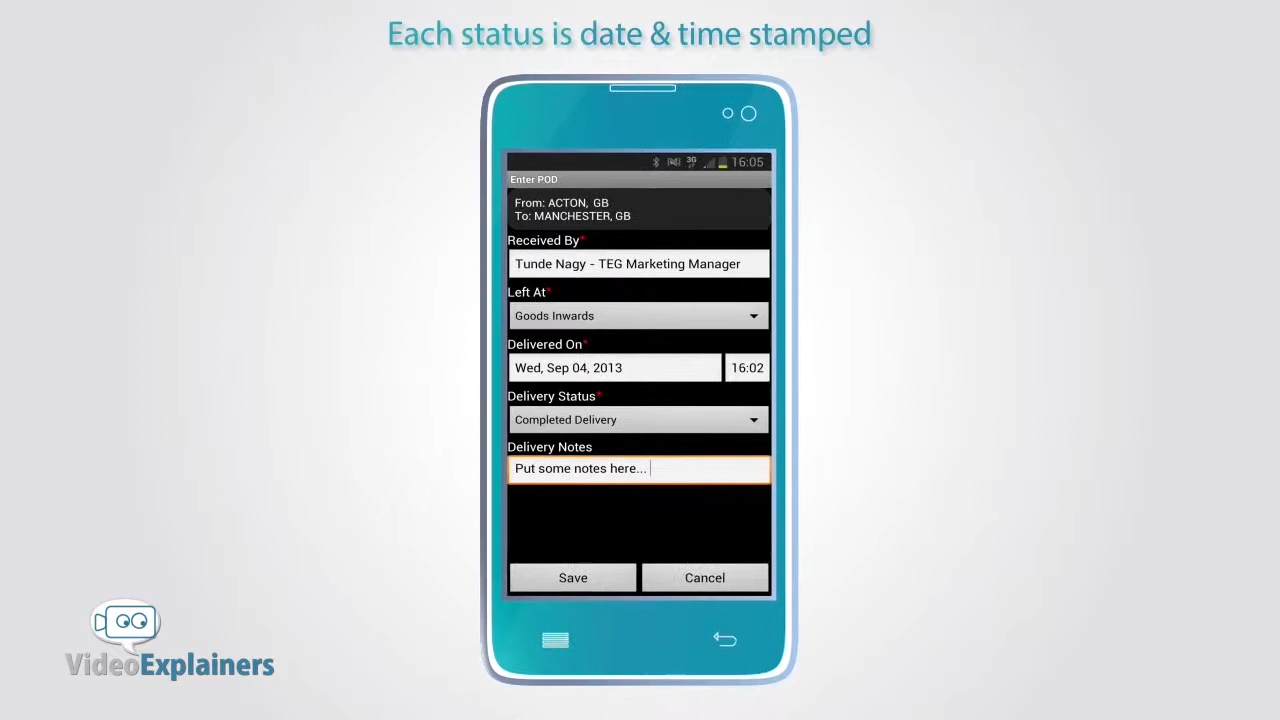 Each status is date & time stamped
3G 16:05
Enter POD
From: ACTON, GB
To: MANCHESTER, GB
Received By*
Tunde Nagy - TEG Marketing Manager
Left At*
Goods Inwards
Delivered On*
Wed, Sep 04, 2013 16:02
Delivery Status*
Completed Delivery
Delivery Notes
Put some notes here...
Save Cancel
VideoExplainers